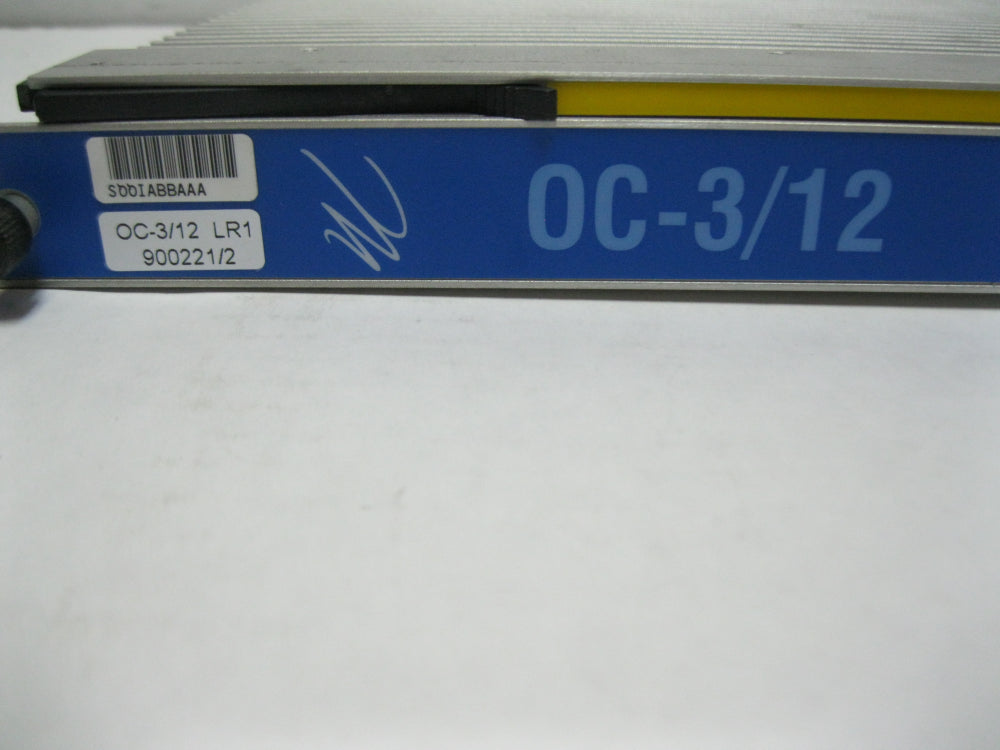 S00IABBAAA
OC-3/12 LR1
900221/2
OC-3/12